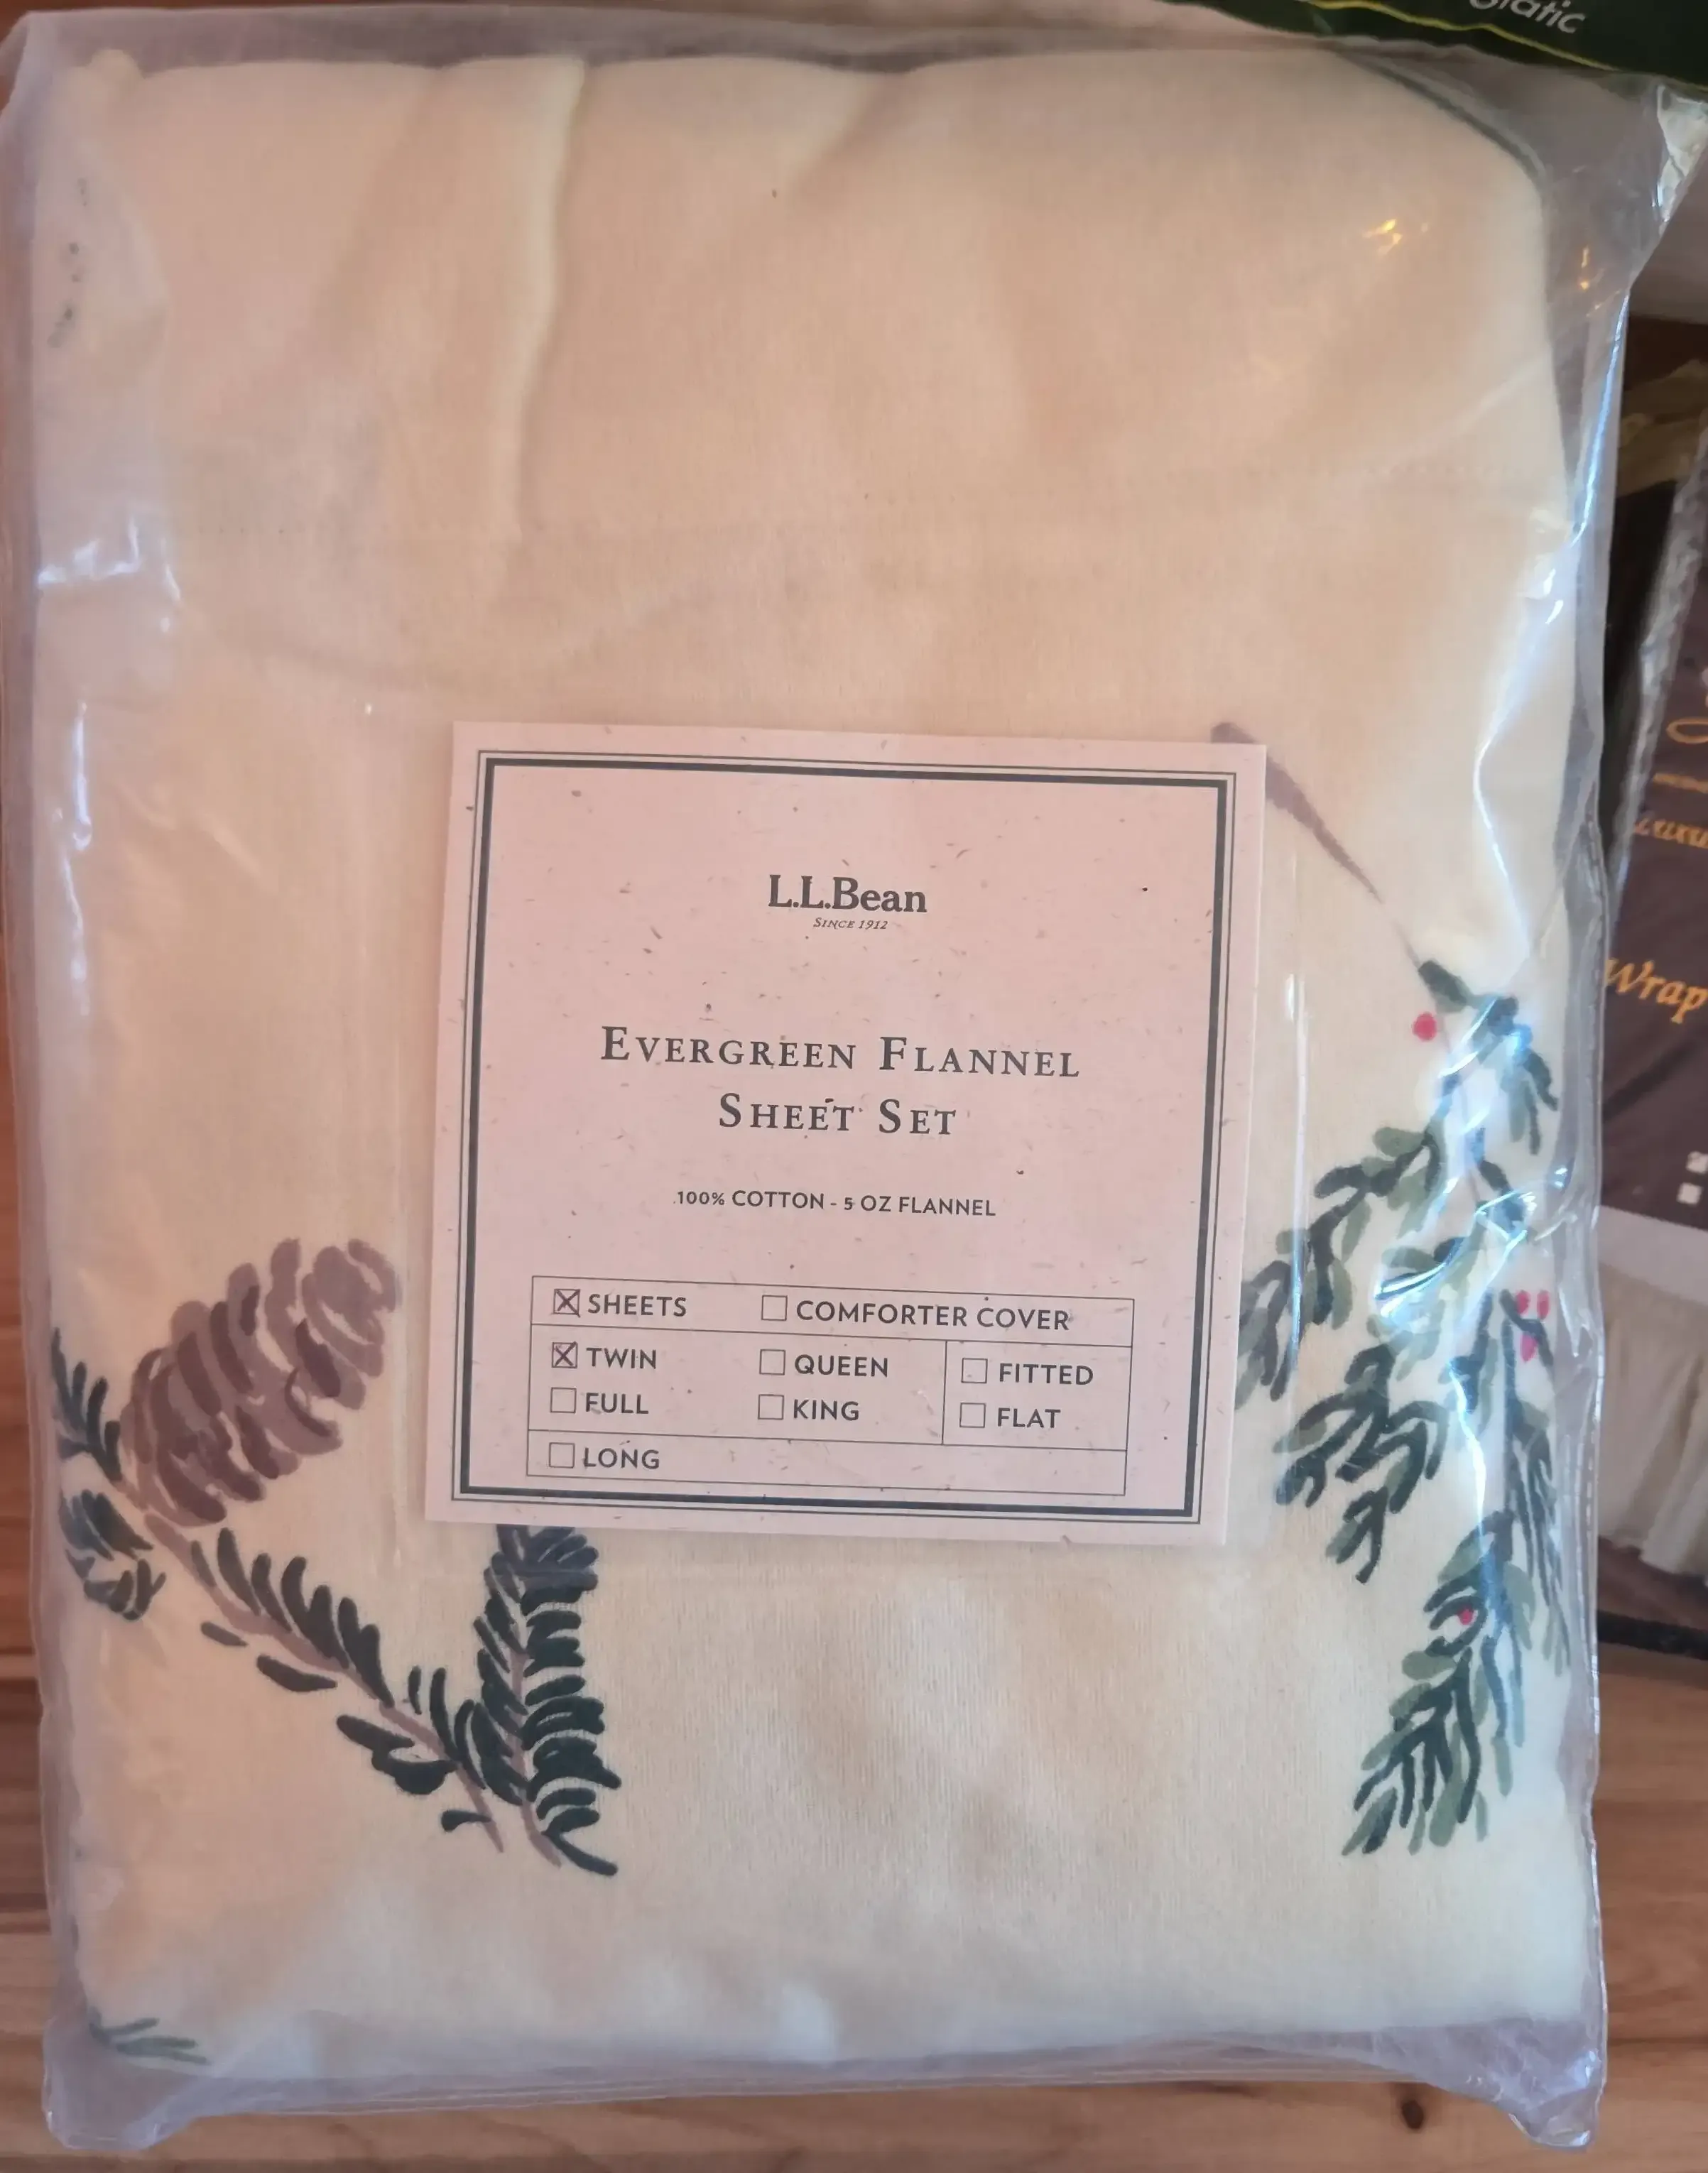 L.L.Bean
SINCE 1912
EVERGREEN FLANNEL
SHEET SET
100% COTTON - 5 OZ FLANNEL
☒ SHEETS ☐ COMFORTER COVER
☒ TWIN ☐ QUEEN ☐ FITTED
☐ FULL ☐ KING ☐ FLAT
☐ LONG
Wrap